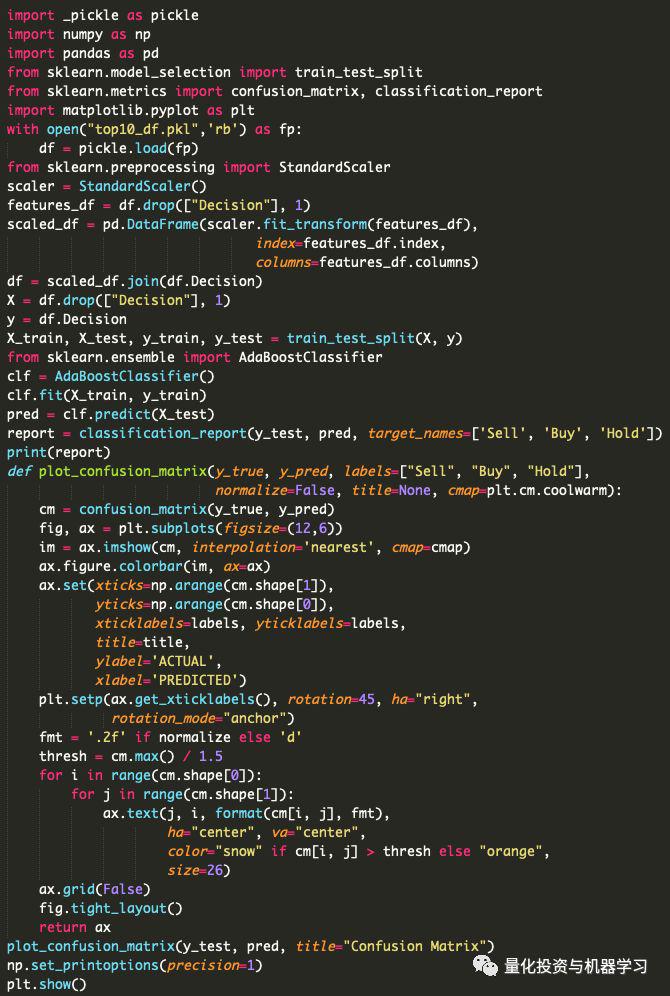 import _pickle as pickle
import numpy as np
import pandas as pd
from sklearn.model_selection import train_test_split
from sklearn.metrics import confusion_matrix, classification_report
import matplotlib.pyplot as plt
with open("top10_df.pkl",'rb') as fp:
    df = pickle.load(fp)
from sklearn.preprocessing import StandardScaler
scaler = StandardScaler()
features_df = df.drop(["Decision"], 1)
scaled_df = pd.DataFrame(scaler.fit_transform(features_df),
                               index=features_df.index,
                               columns=features_df.columns)
df = scaled_df.join(df.Decision)
X = df.drop(["Decision"], 1)
y = df.Decision
X_train, X_test, y_train, y_test = train_test_split(X, y)
from sklearn.ensemble import AdaBoostClassifier
clf = AdaBoostClassifier()
clf.fit(X_train, y_train)
pred = clf.predict(X_test)
report = classification_report(y_test, pred, target_names=['Sell', 'Buy', 'Hold'])
print(report)
def plot_confusion_matrix(y_true, y_pred, labels=["Sell", "Buy", "Hold"],
                          normalize=False, title=None, cmap=plt.cm.coolwarm):
    cm = confusion_matrix(y_true, y_pred)
    fig, ax = plt.subplots(figsize=(12,6))
    im = ax.imshow(cm, interpolation='nearest', cmap=cmap)
    ax.figure.colorbar(im, ax=ax)
    ax.set(xticks=np.arange(cm.shape[1]),
           yticks=np.arange(cm.shape[0]),
           xticklabels=labels, yticklabels=labels,
           title=title,
           ylabel='ACTUAL',
           xlabel='PREDICTED')
    plt.setp(ax.get_xticklabels(), rotation=45, ha="right",
             rotation_mode="anchor")
    fmt = '.2f' if normalize else 'd'
    thresh = cm.max() / 1.5
    for i in range(cm.shape[0]):
        for j in range(cm.shape[1]):
            ax.text(j, i, format(cm[i, j], fmt),
                    ha="center", va="center",
                    color="snow" if cm[i, j] > thresh else "orange",
                    size=26)
    ax.grid(False)
    fig.tight_layout()
    return ax
plot_confusion_matrix(y_test, pred, title="Confusion Matrix")
np.set_printoptions(precision=1)
plt.show()
量化投资与机器学习